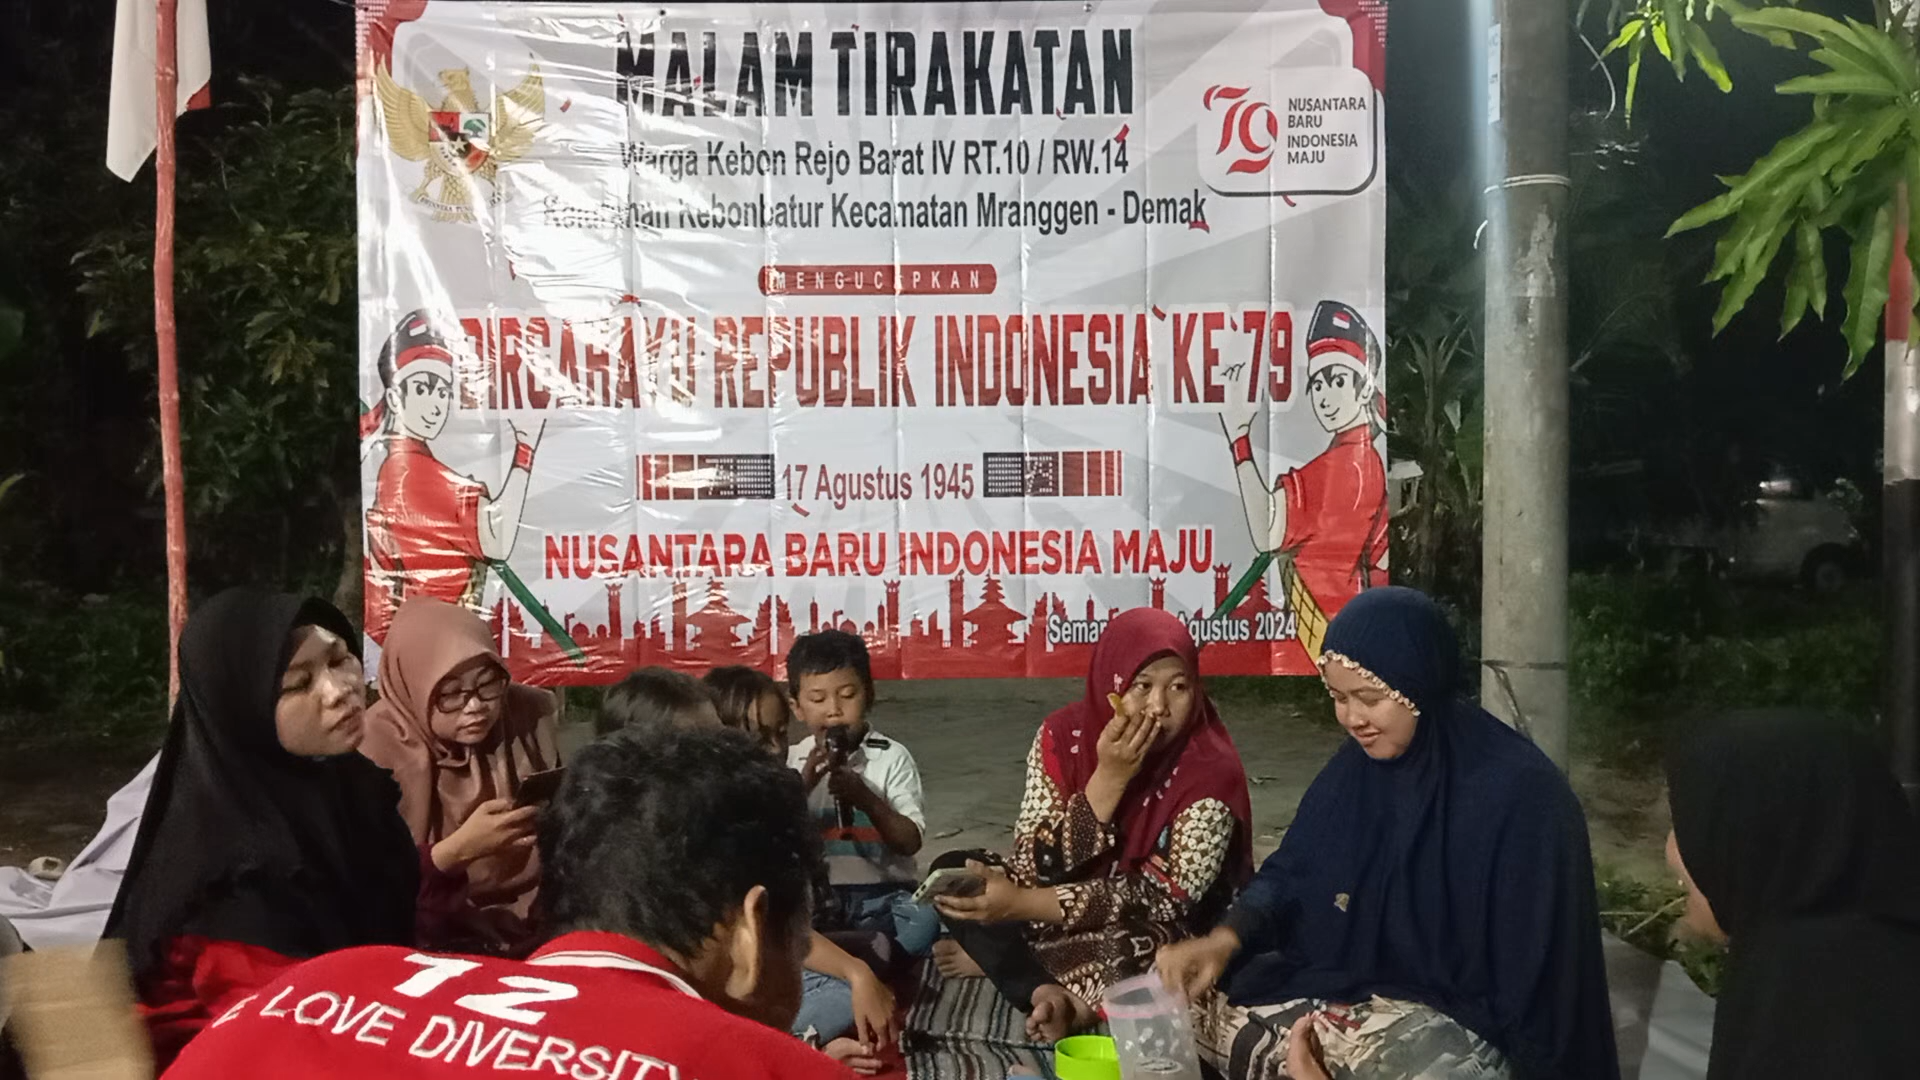 MALAM TIRAKATAN
Warga Kebon Rejo Barat IV RT.10 / RW.14
Kebonbatur Kecamatan Mranggen - Demak
79
NUSANTARA
BARU
INDONESIA
MAJU
MENGUCAPKAN
DIRGAHAYU REPUBLIK INDONESIA KE 79
17 Agustus 1945
NUSANTARA BARU INDONESIA MAJU
Agustus 2024
12
LOVE DIVERSITY